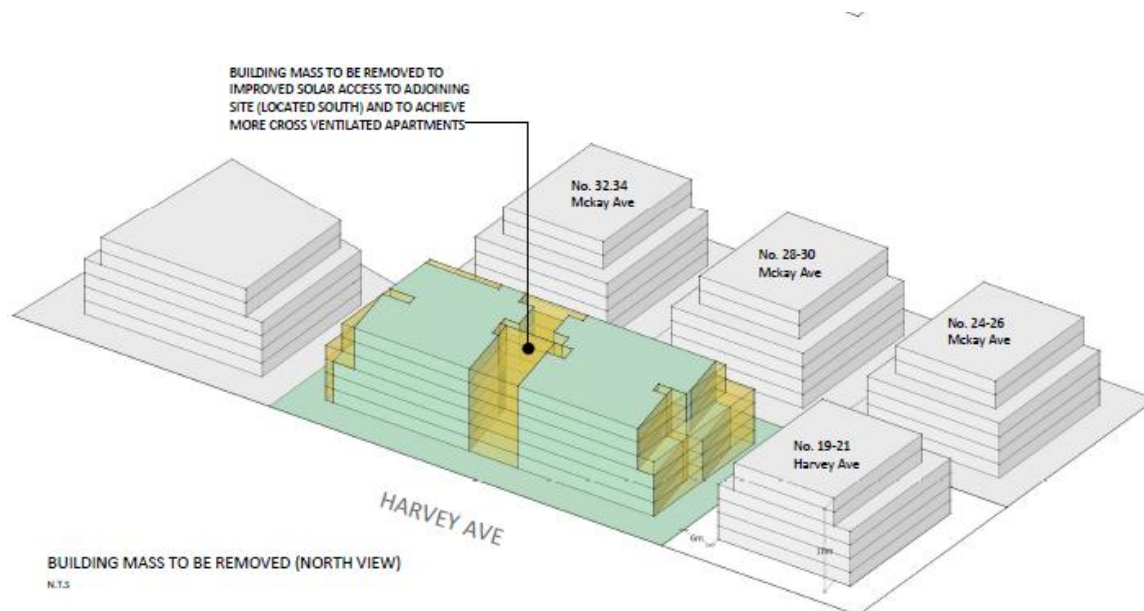 BUILDING MASS TO BE REMOVED TO
IMPROVED SOLAR ACCESS TO ADJOINING
SITE (LOCATED SOUTH) AND TO ACHIEVE
MORE CROSS VENTILATED APARTMENTS
No. 32.34
Mckay Ave
No. 28-30
Mckay Ave
No. 24-26
Mckay Ave
No. 19-21
Harvey Ave
HARVEY AVE
6m
18m
BUILDING MASS TO BE REMOVED (NORTH VIEW)
N.T.S